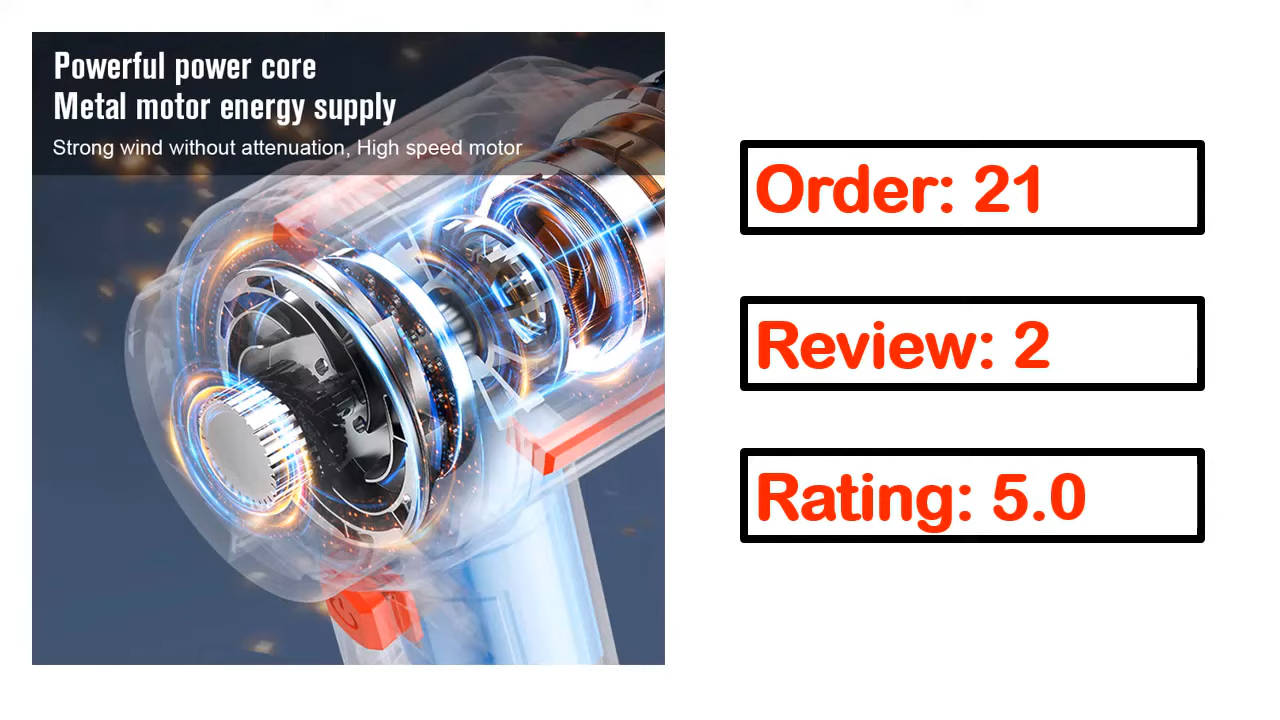 Powerful power core
Metal motor energy supply
Strong wind without attenuation, High speed motor
Order: 21
Review: 2
Rating: 5.0